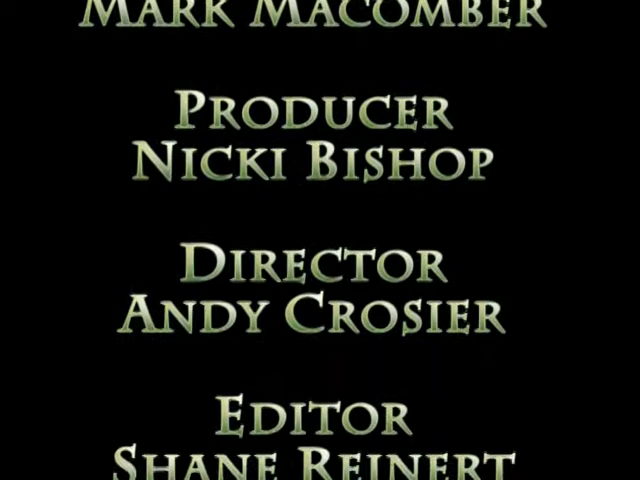 MARK MACOMBER
PRODUCER
NICKI BISHOP
DIRECTOR
ANDY CROSIER
EDITOR
SHANE REINERT